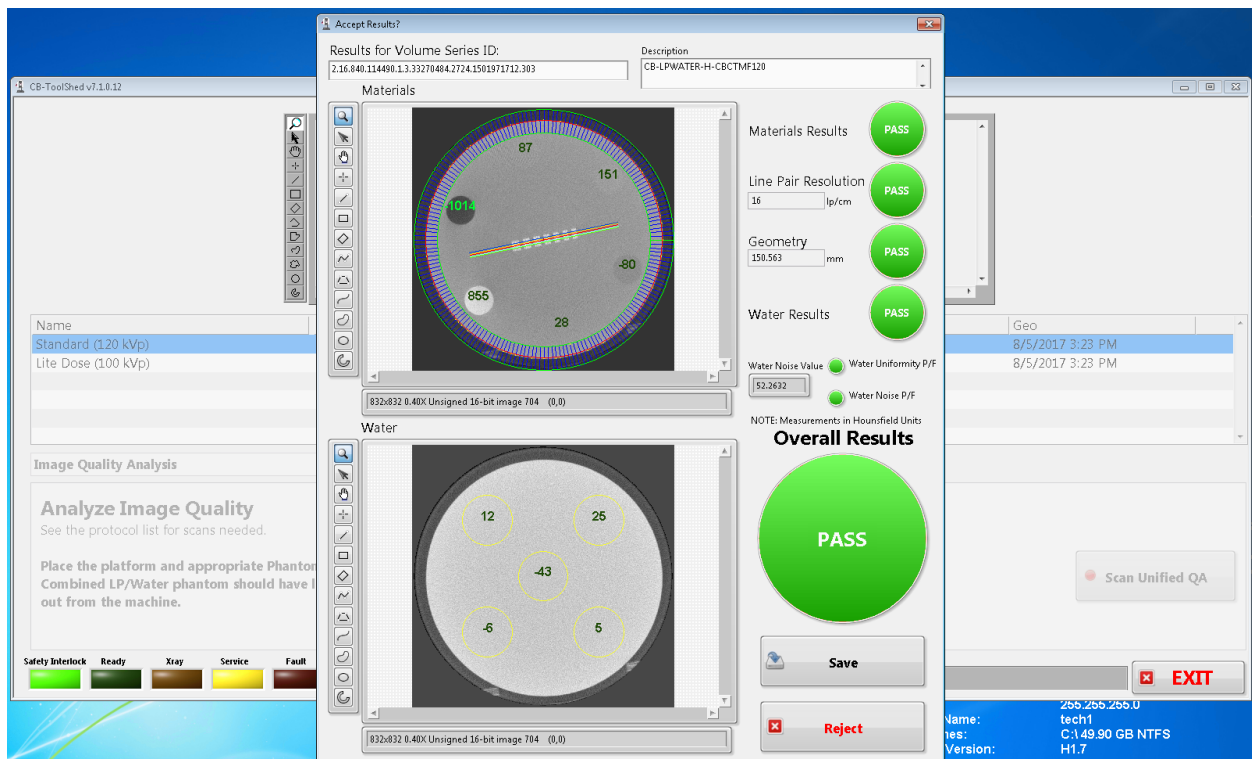 Accept Results?
Results for Volume Series ID:
2.16.840.114490.1.3.33270484.2724.1501971712.303
Description
CB-LPWATER-H-CBCTMF120
CB-ToolShed v7.1.0.12
Materials
87
151
1014
-80
855
28
832x832 0.40X Unsigned 16-bit image 704 (0,0)
Materials Results
PASS
Line Pair Resolution
16 lp/cm
PASS
Geometry
150.563 mm
PASS
Water Results
PASS
Water Noise Value
52.2632
Water Uniformity P/F
Water Noise P/F
NOTE: Measurements in Hounsfield Units
Overall Results
PASS
Water
12
25
-43
-6
5
832x832 0.40X Unsigned 16-bit image 704 (0,0)
Save
Reject
Name
Geo
Standard (120 kVp)
8/5/2017 3:23 PM
Lite Dose (100 kVp)
8/5/2017 3:23 PM
Image Quality Analysis
Analyze Image Quality
See the protocol list for scans needed.
Place the platform and appropriate Phanton
Combined LP/Water phantom should have l
out from the machine.
Scan Unified QA
Safety Interlock Ready Xray Service Fault
EXIT
255.255.255.0
Name: tech1
nes: C:\ 49.90 GB NTFS
Version: H1.7